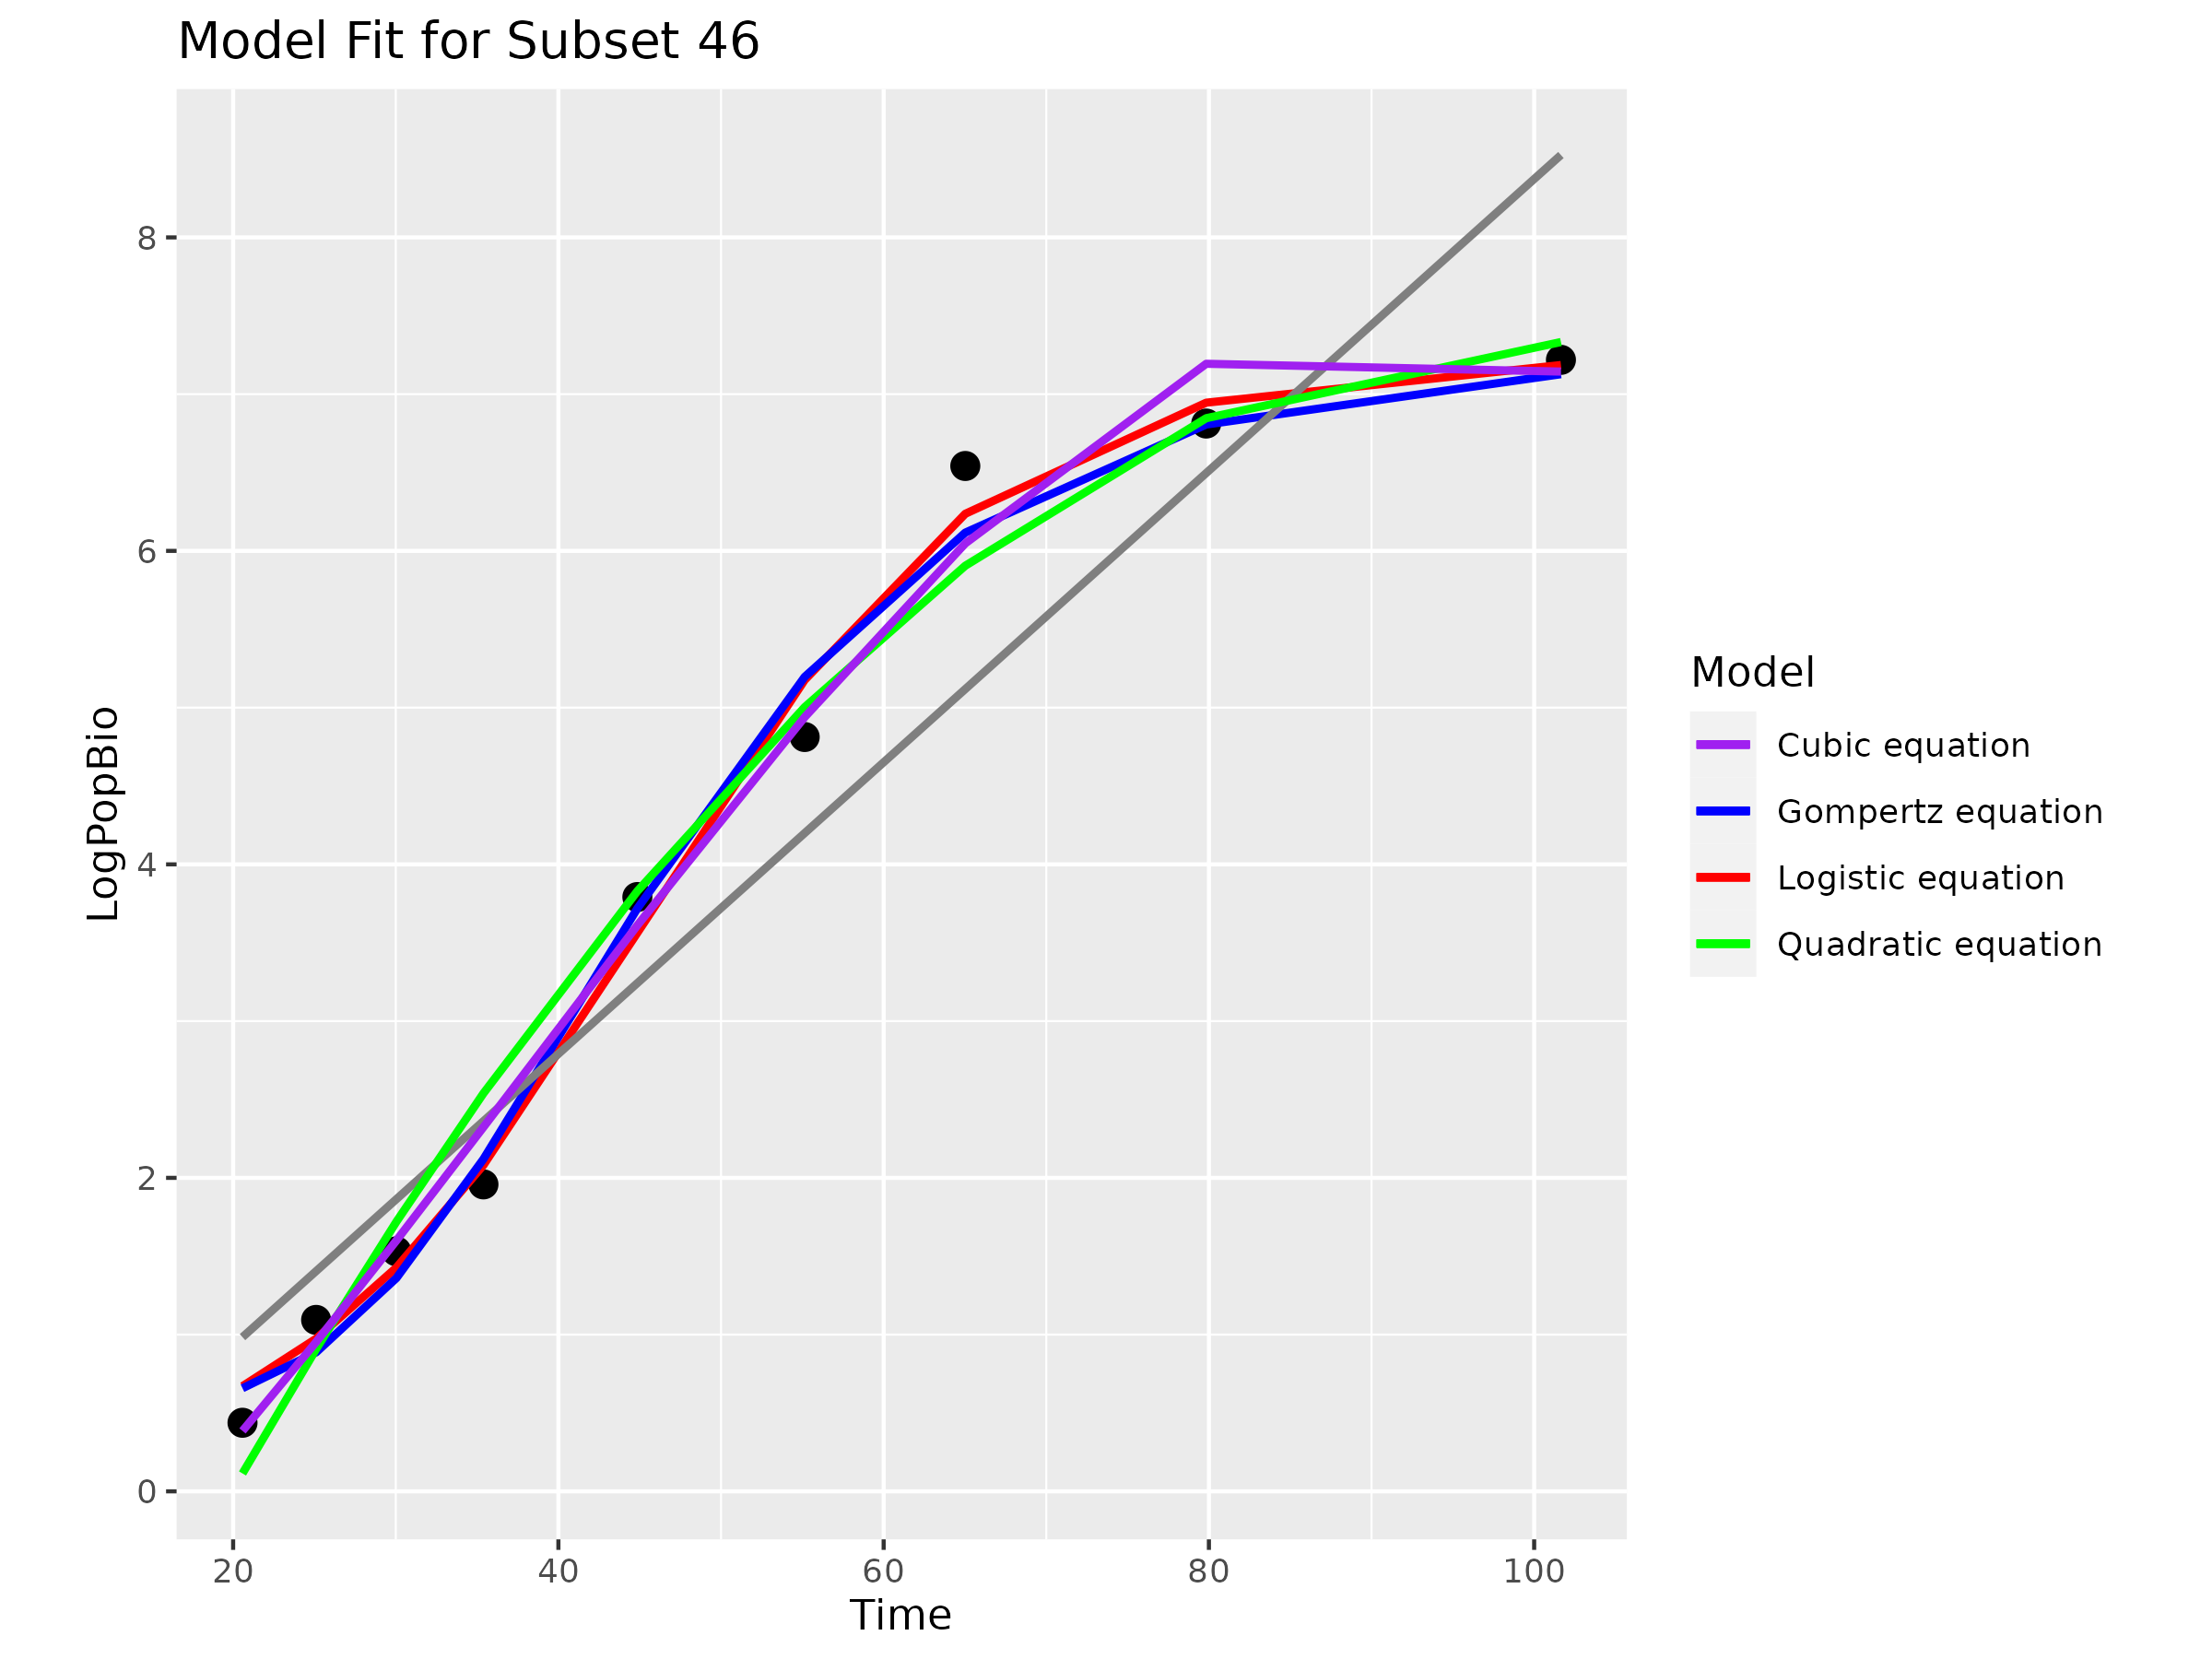 Model Fit for Subset 46
LogPopBio
8
6
4
2
0
20 40 60 80 100
Time
Model
Cubic equation
Gompertz equation
Logistic equation
Quadratic equation